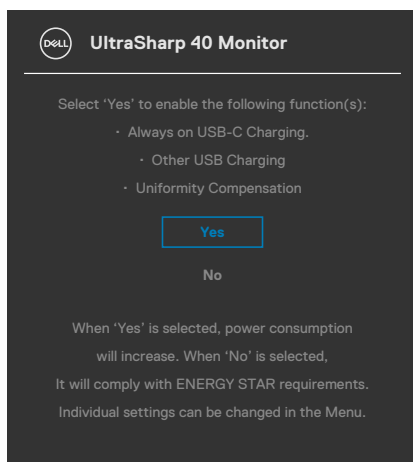 DELL UltraSharp 40 Monitor
Select ‘Yes’ to enable the following function(s):
· Always on USB-C Charging.
· Other USB Charging
· Uniformity Compensation
Yes
No
When ‘Yes’ is selected, power consumption
will increase. When ‘No’ is selected,
It will comply with ENERGY STAR requirements.
Individual settings can be changed in the Menu.